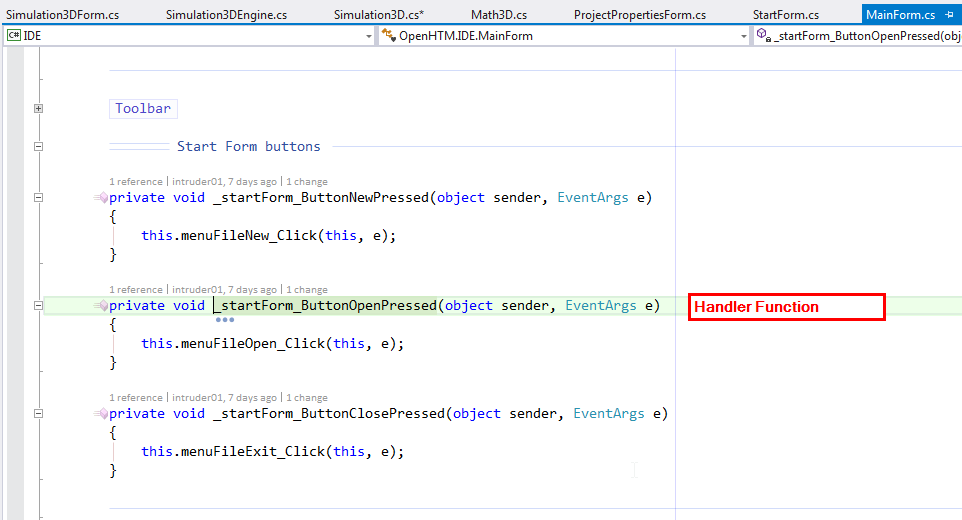 Simulation3DForm.cs Simulation3DEngine.cs Simulation3D.cs* Math3D.cs ProjectPropertiesForm.cs StartForm.cs MainForm.cs
C# IDE OpenHTM.IDE.MainForm _startForm_ButtonOpenPressed(obj
Toolbar
Start Form buttons
1 reference | intruder01, 7 days ago | 1 change
private void _startForm_ButtonNewPressed(object sender, EventArgs e)
{
this.menuFileNew_Click(this, e);
}
1 reference | intruder01, 7 days ago | 1 change
private void _startForm_ButtonOpenPressed(object sender, EventArgs e) Handler Function
{
this.menuFileOpen_Click(this, e);
}
1 reference | intruder01, 7 days ago | 1 change
private void _startForm_ButtonClosePressed(object sender, EventArgs e)
{
this.menuFileExit_Click(this, e);
}